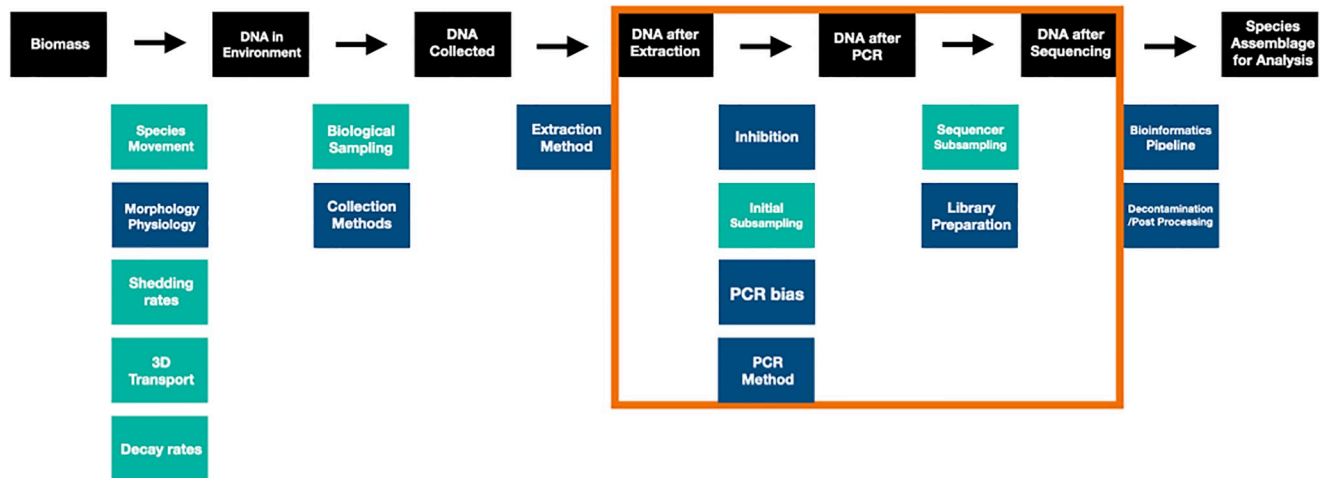 Biomass
DNA in
Environment
DNA
Collected
DNA after
Extraction
DNA after
PCR
DNA after
Sequencing
Species
Assemblage
for Analysis
Species
Movement
Biological
Sampling
Extraction
Method
Inhibition
Sequencer
Subsampling
Bioinformatics
Pipeline
Morphology
Physiology
Collection
Methods
Initial
Subsampling
Library
Preparation
Decontamination
/Post Processing
Shedding
rates
PCR bias
3D
Transport
PCR
Method
Decay rates